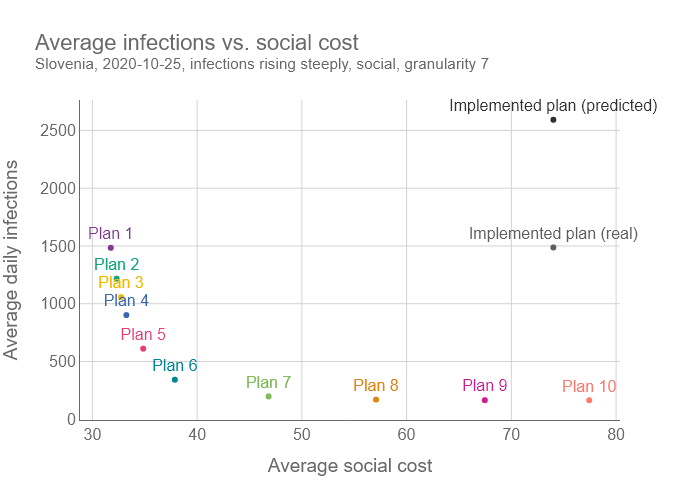 Average infections vs. social cost
Slovenia, 2020-10-25, infections rising steeply, social, granularity 7
Implemented plan (predicted)
2500
2000
Average daily infections
1500
Plan 1
Implemented plan (real)
Plan 2
Plan 3
1000
Plan 4
Plan 5
500
Plan 6
Plan 7
Plan 8
Plan 9
Plan 10
0
30 40 50 60 70 80
Average social cost